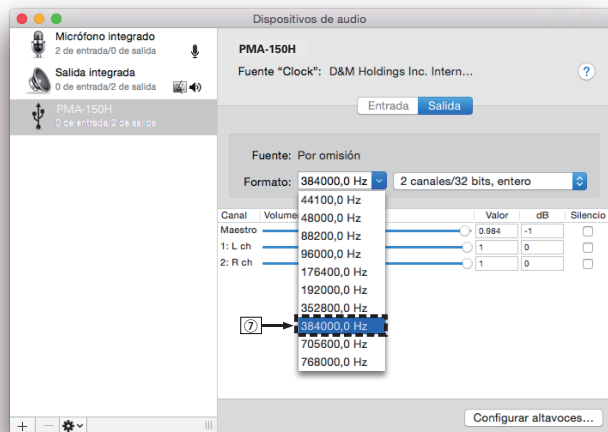 Dispositivos de audio
Micrófono integrado
2 de entrada/0 de salida
Salida integrada
0 de entrada/2 de salida
PMA-150H
0 de entrada/2 de salida
PMA-150H
Fuente “Clock”: D&M Holdings Inc. Intern...
?
Entrada Salida
Fuente: Por omisión
Formato: 384000,0 Hz 2 canales/32 bits, entero
44100,0 Hz
48000,0 Hz
88200,0 Hz
96000,0 Hz
176400,0 Hz
192000,0 Hz
352800,0 Hz
⑦ 384000,0 Hz
705600,0 Hz
768000,0 Hz
Canal Volume Valor dB Silencio
Maestro 0.984 -1
1: L ch 1 0
2: R ch 1 0
Configurar altavoces...